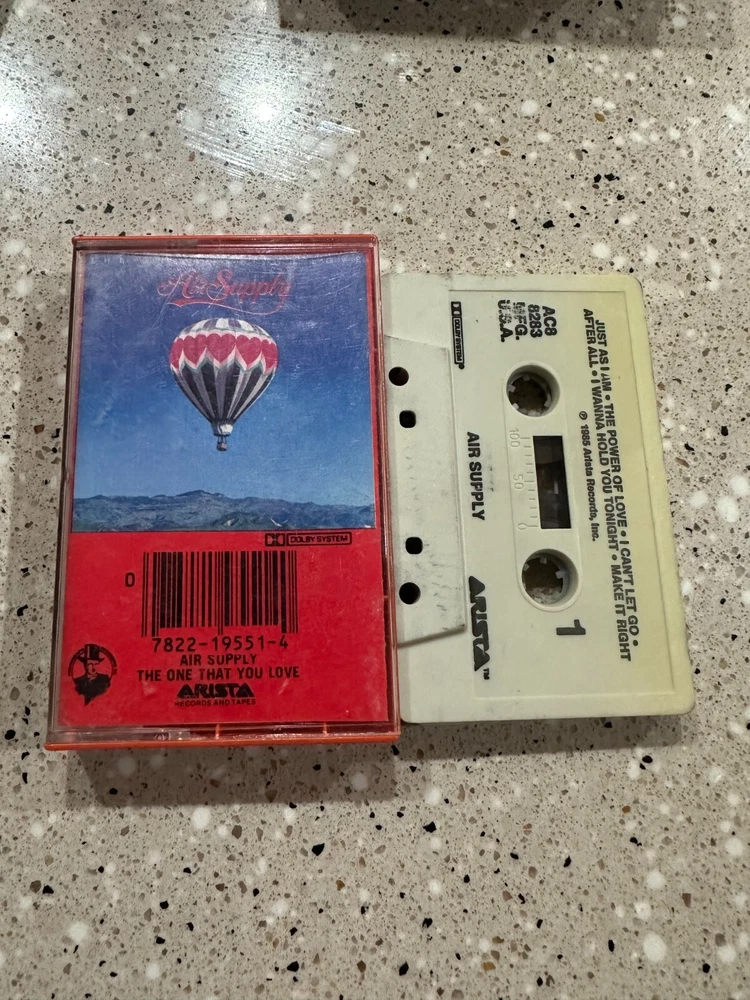 Air Supply
DOLBY SYSTEM
0
7822-19551-4
AIR SUPPLY
THE ONE THAT YOU LOVE
ARISTA
RECORDS AND TAPES
JUST AS I AM • THE POWER OF LOVE • I CAN'T LET GO •
AFTER ALL • I WANNA HOLD YOU TONIGHT • MAKE IT RIGHT
℗ 1985 Arista Records, Inc.
AC8
8283
MFG.
U.S.A.
1
100 50 0
DOLBY SYSTEM
AIR SUPPLY
ARISTA™